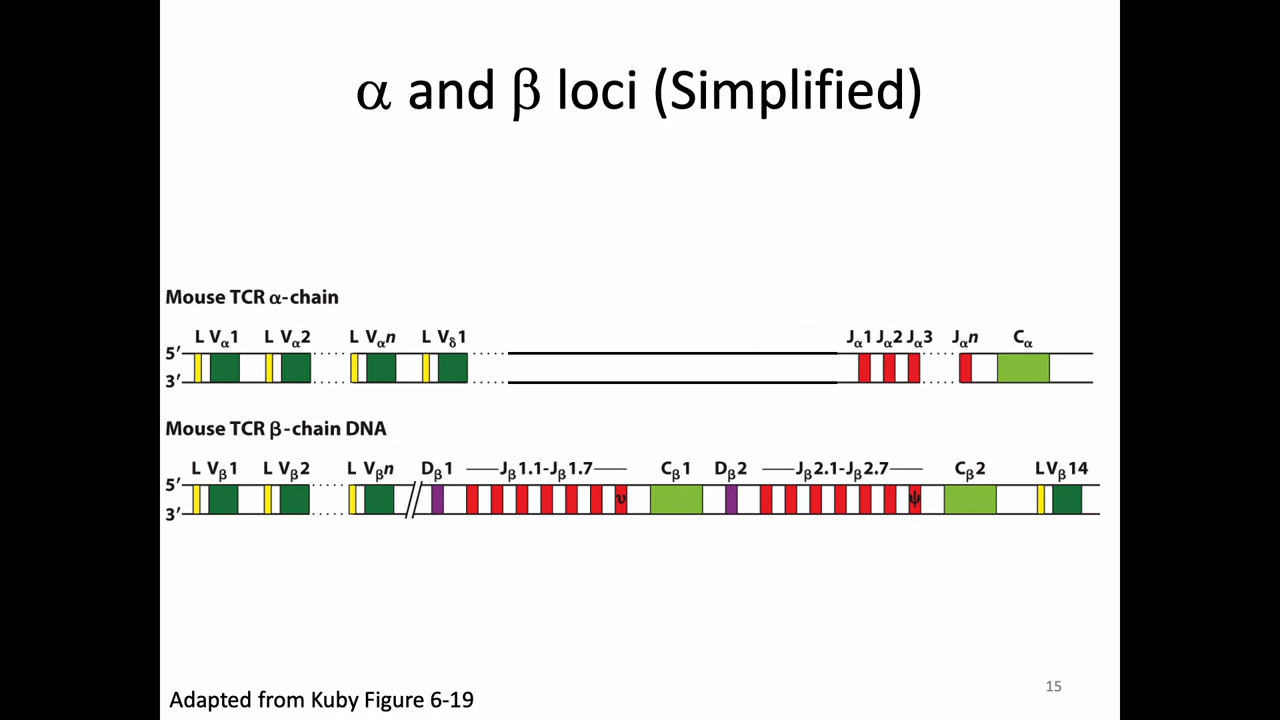 α and β loci (Simplified)
Mouse TCR α-chain
L Vα1 L Vα2 L Vαn L Vδ1 Jα1 Jα2 Jα3 Jαn Cα
5′
3′
Mouse TCR β-chain DNA
L Vβ1 L Vβ2 L Vβn Dβ1 Jβ1.1-Jβ1.7 Cβ1 Dβ2 Jβ2.1-Jβ2.7 Cβ2 LVβ14
5′
υ ψ
3′
15
Adapted from Kuby Figure 6-19